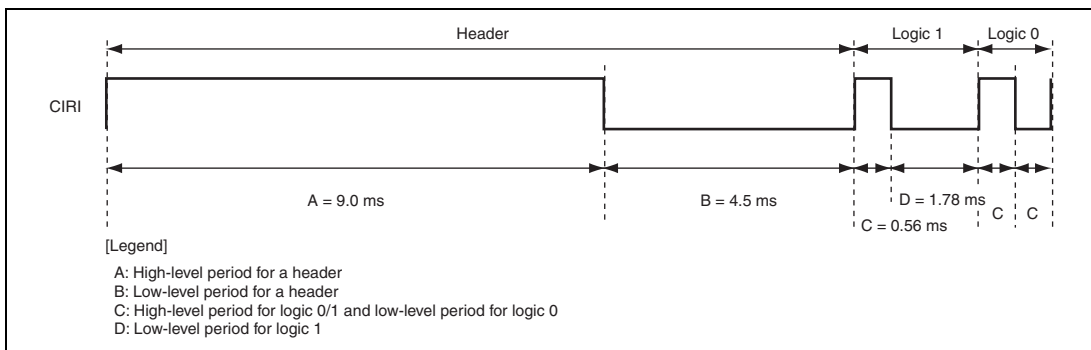 Header
Logic 1
Logic 0
CIRI
A = 9.0 ms
B = 4.5 ms
D = 1.78 ms
C
C
C = 0.56 ms
[Legend]
A: High-level period for a header
B: Low-level period for a header
C: High-level period for logic 0/1 and low-level period for logic 0
D: Low-level period for logic 1